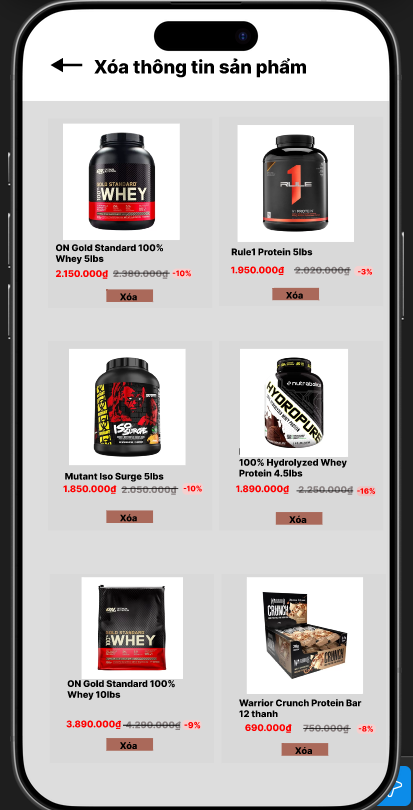 Xóa thông tin sản phẩm
GOLD STANDARD
100% WHEY
ON Gold Standard 100%
Whey 5lbs
2.150.000₫ 2.380.000₫ -10%
Xóa
1
RULE
Rule1 Protein 5lbs
1.950.000₫ 2.020.000₫ -3%
Xóa
ISO
SURGE
Mutant Iso Surge 5lbs
1.850.000₫ 2.050.000₫ -10%
Xóa
nutrabolics
HYDROPURE
100% Hydrolyzed Whey
Protein 4.5lbs
1.890.000₫ 2.250.000₫ -16%
Xóa
GOLD STANDARD
100% WHEY
ON Gold Standard 100%
Whey 10lbs
3.890.000₫ 4.290.000₫ -9%
Xóa
WARRIOR
CRUNCH
CRUNCH
Warrior Crunch Protein Bar
12 thanh
690.000₫ 750.000₫ -8%
Xóa